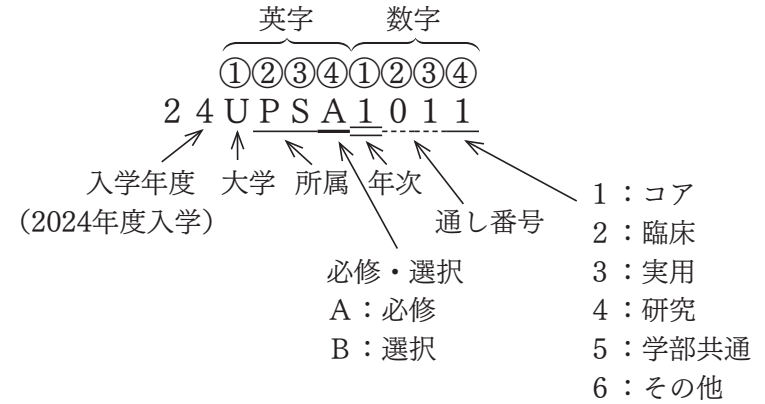 英字 数字
①②③④①②③④
24UPSA1011
入学年度 大学 所属 年次
(2024年度入学)
通し番号
必修・選択
A:必修
B:選択
1:コア
2:臨床
3:実用
4:研究
5:学部共通
6:その他